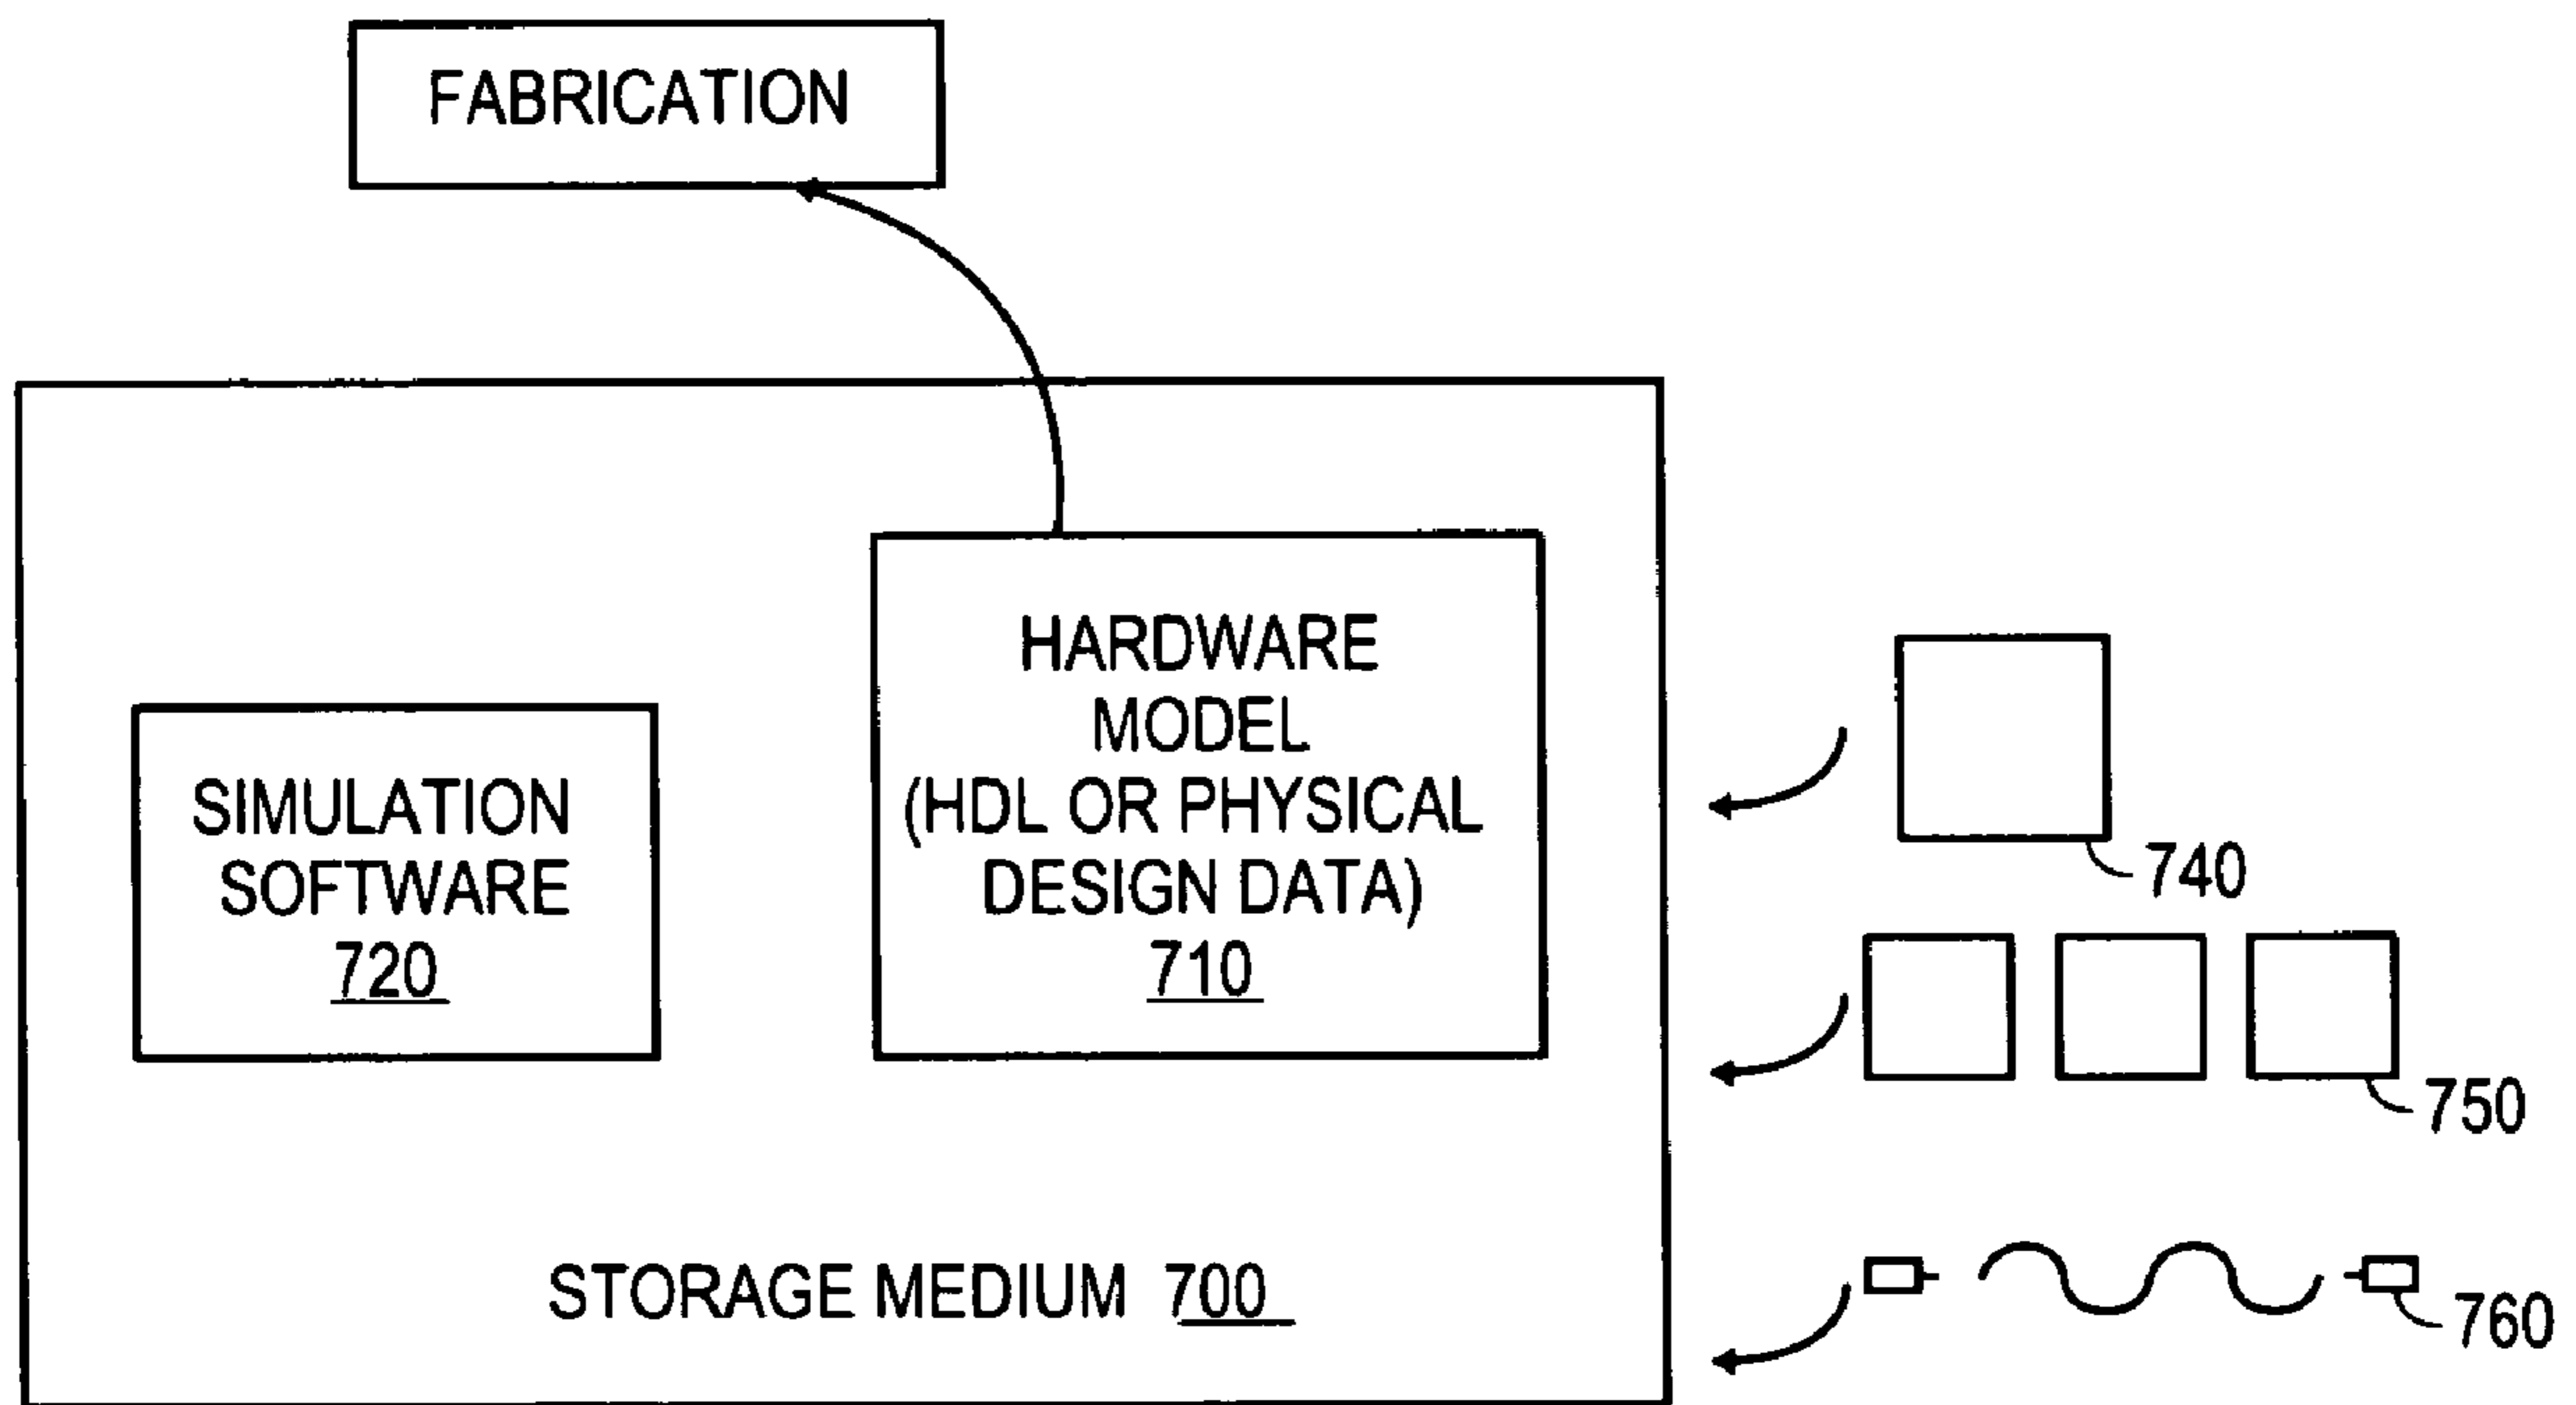 FABRICATION
HARDWARE
MODEL
(HDL OR PHYSICAL
DESIGN DATA)
710
SIMULATION
SOFTWARE
720
STORAGE MEDIUM 700
740
750
760